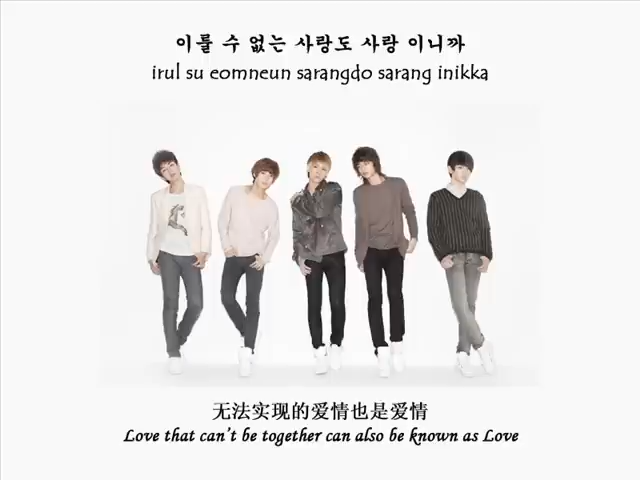 이룰 수 없는 사랑도 사랑 이니까
irul su eomneun sarangdo sarang inikka
无法实现的爱情也是爱情
Love that can't be together can also be known as Love